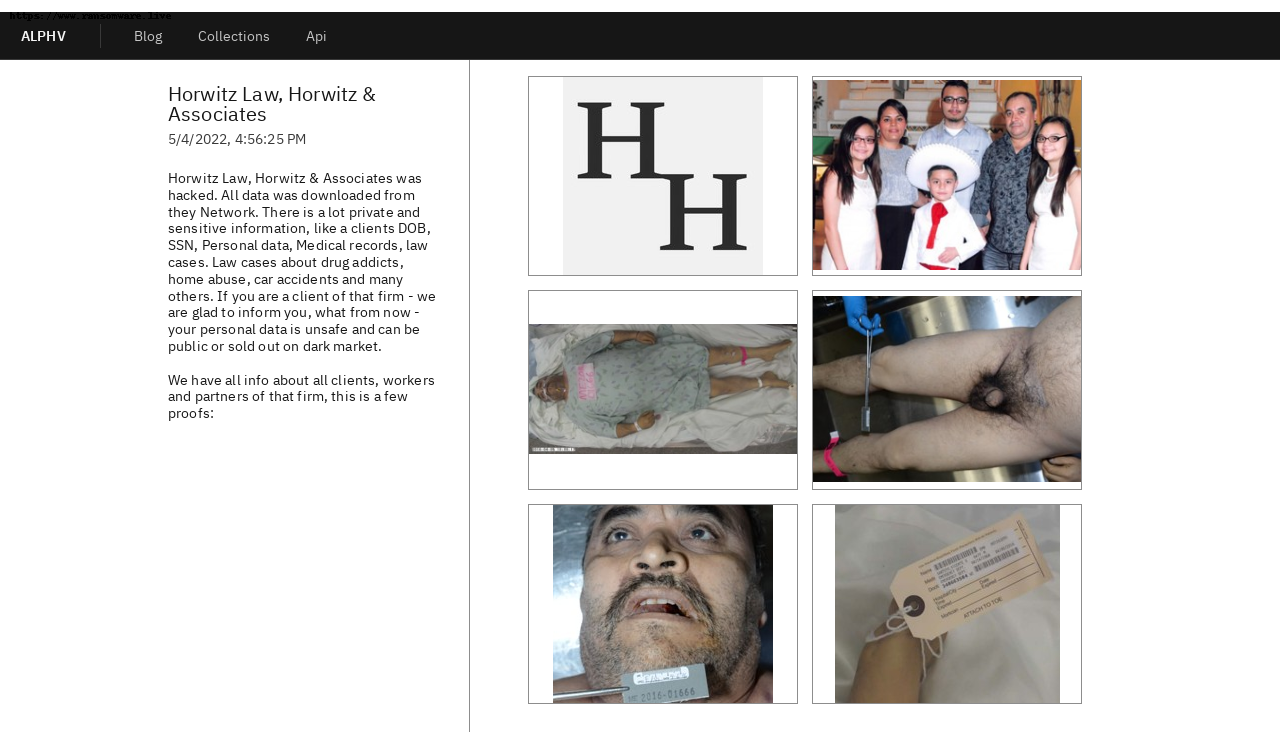 https://www.ransomware.live
ALPHV
Blog
Collections
Api
Horwitz Law, Horwitz &
Associates
5/4/2022, 4:56:25 PM
Horwitz Law, Horwitz & Associates was
hacked. All data was downloaded from
they Network. There is a lot private and
sensitive information, like a clients DOB,
SSN, Personal data, Medical records, law
cases. Law cases about drug addicts,
home abuse, car accidents and many
others. If you are a client of that firm - we
are glad to inform you, what from now -
your personal data is unsafe and can be
public or sold out on dark market.
We have all info about all clients, workers
and partners of that firm, this is a few
proofs:
H
H
2016-01666
Name
ATTACH TO TOE